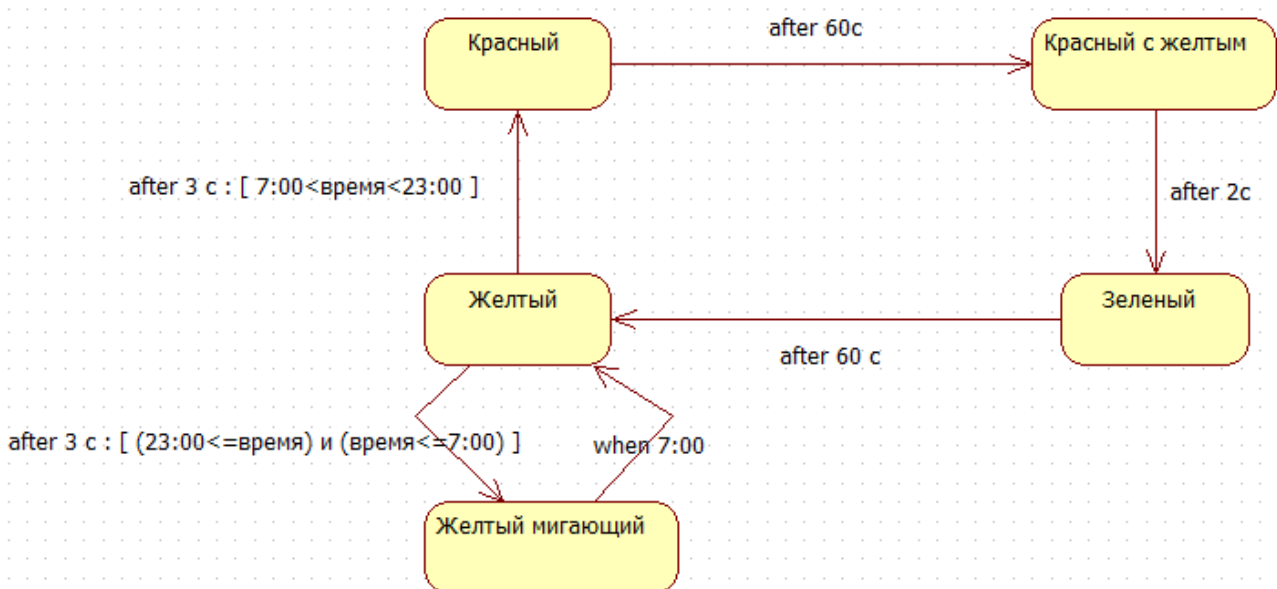 after 60с
Красный
Красный с желтым
after 3 с : [ 7:00<время<23:00 ]
after 2с
Желтый
Зеленый
after 60 с
after 3 с : [ (23:00<=время) и (время<=7:00) ]
when 7:00
Желтый мигающий